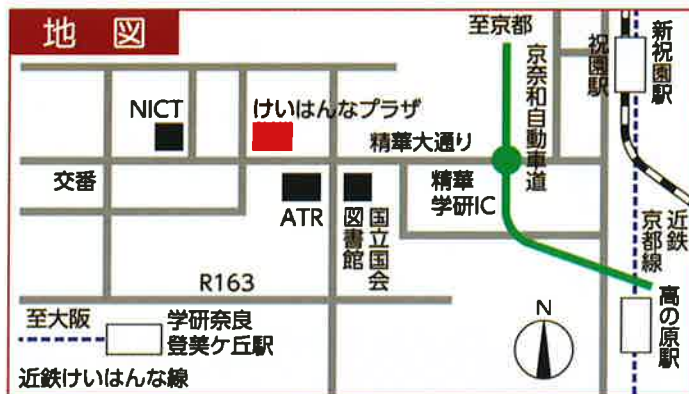 地 図
至京都
新祝園駅
祝園駅
京奈和自動車道
NICT
けいはんなプラザ
精華大通り
交番
精華
学研IC
ATR
国立国会
図書館
近鉄
京都線
R163
高の原駅
至大阪
学研奈良
登美ケ丘駅
N
近鉄けいはんな線